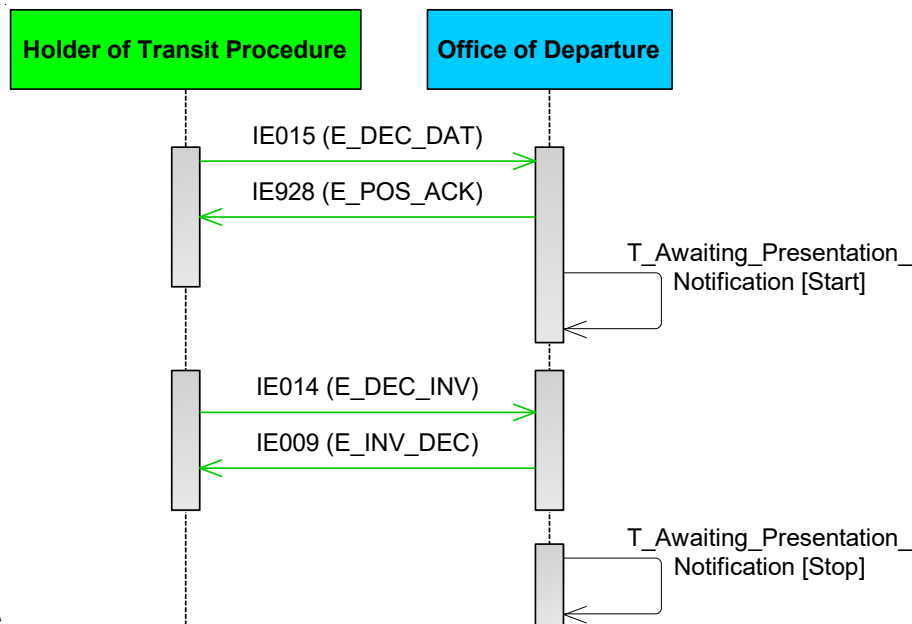 Holder of Transit Procedure
Office of Departure
IE015 (E_DEC_DAT)
IE928 (E_POS_ACK)
T_Awaiting_Presentation_
Notification [Start]
IE014 (E_DEC_INV)
IE009 (E_INV_DEC)
T_Awaiting_Presentation_
Notification [Stop]